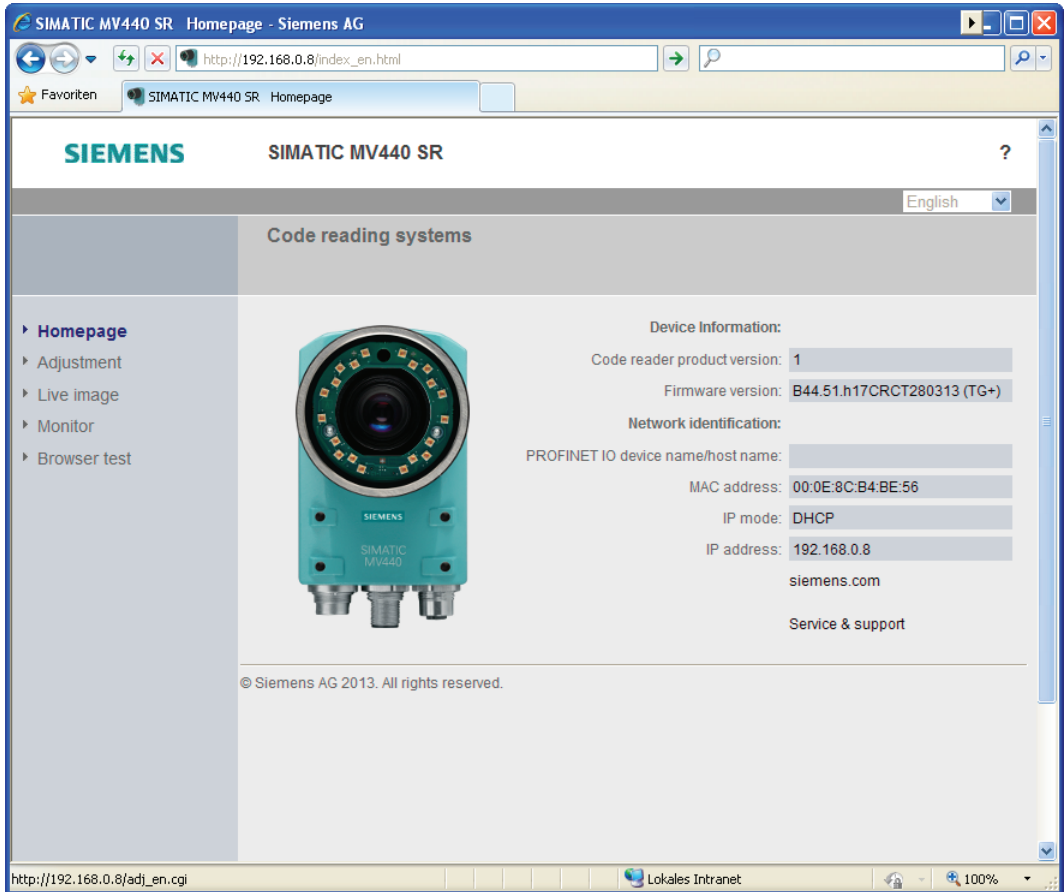 SIMATIC MV440 SR Homepage - Siemens AG
http://192.168.0.8/index_en.html
Favoriten
SIMATIC MV440 SR Homepage
SIEMENS
SIMATIC MV440 SR
?
English
Code reading systems
Homepage
Adjustment
Live image
Monitor
Browser test
SIEMENS
SIMATIC
MV440
Device Information:
Code reader product version: 1
Firmware version: B44.51.h17CRCT280313 (TG+)
Network identification:
PROFINET IO device name/host name:
MAC address: 00:0E:8C:B4:BE:56
IP mode: DHCP
IP address: 192.168.0.8
siemens.com
Service & support
© Siemens AG 2013. All rights reserved.
http://192.168.0.8/adj_en.cgi
Lokales Intranet
100%